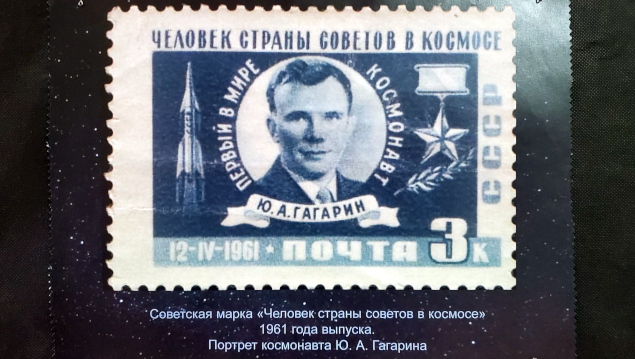 ЧЕЛОВЕК СТРАНЫ СОВЕТОВ В КОСМОСЕ
ПЕРВЫЙ В МИРЕ
КОСМОНАВТ
СССР
Ю.А.ГАГАРИН
12-IV-1961 ★ ПОЧТА 3 К
Советская марка «Человек страны советов в космосе»
1961 года выпуска.
Портрет космонавта Ю. А. Гагарина